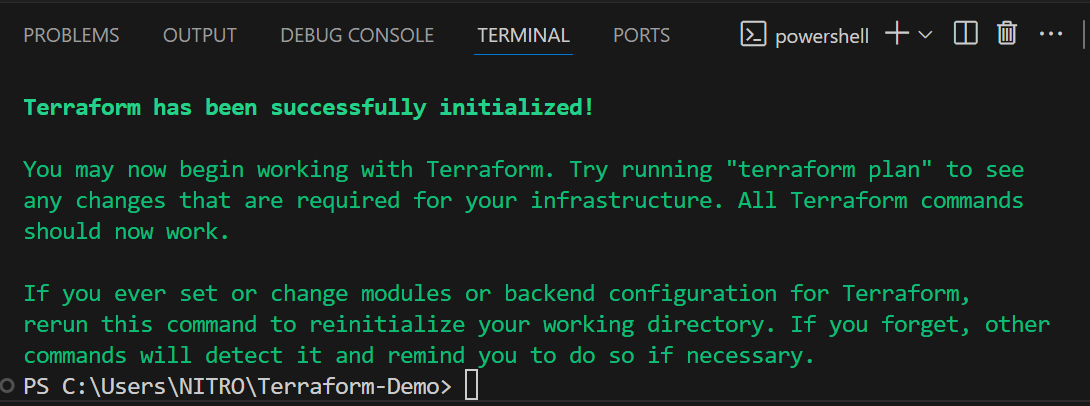 PROBLEMS OUTPUT DEBUG CONSOLE TERMINAL PORTS powershell
Terraform has been successfully initialized!
You may now begin working with Terraform. Try running "terraform plan" to see
any changes that are required for your infrastructure. All Terraform commands
should now work.
If you ever set or change modules or backend configuration for Terraform,
rerun this command to reinitialize your working directory. If you forget, other
commands will detect it and remind you to do so if necessary.
PS C:\Users\NITRO\Terraform-Demo>